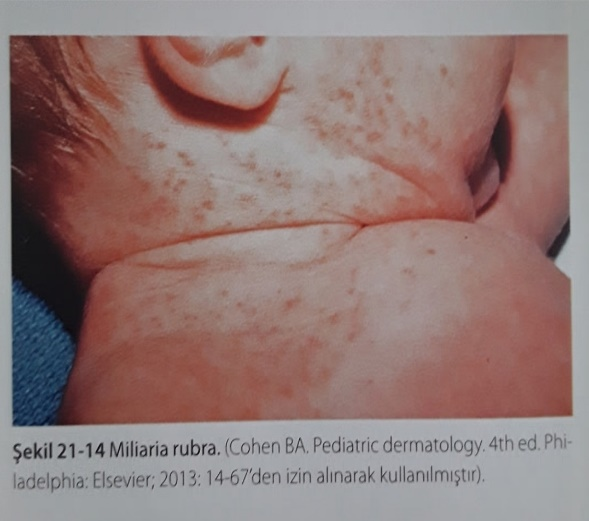 Şekil 21-14 Miliaria rubra. (Cohen BA. Pediatric dermatology. 4th ed. Phi-
ladelphia: Elsevier; 2013: 14-67’den izin alınarak kullanılmıştır).